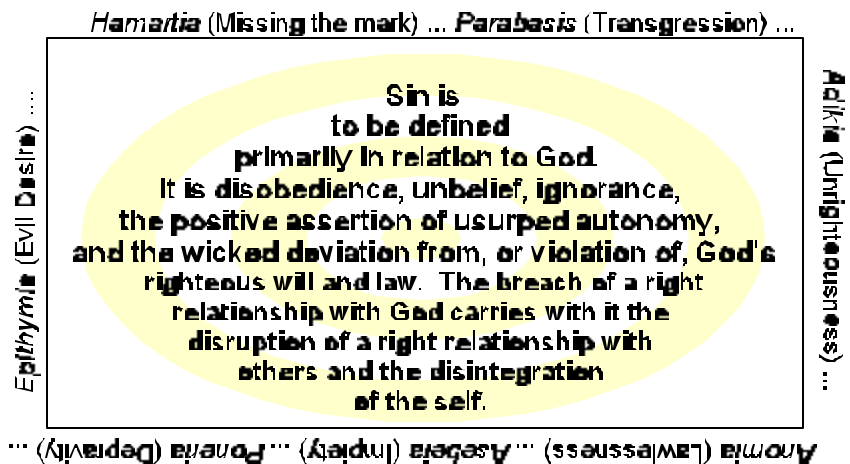 Hamartia (Missing the mark) ... Parabasis (Transgression) ...
Adikia (Unrighteousness) ...
Anomia (Lawlessness) ... Asebeia (Impiety) ... Poneria (Depravity) ...
Epithymia (Evil Desire) ....
Sin is
to be defined
primarily in relation to God.
It is disobedience, unbelief, ignorance,
the positive assertion of usurped autonomy,
and the wicked deviation from, or violation of, God's
righteous will and law.  The breach of a right
relationship with God carries with it the
disruption of a right relationship with
others and the disintegration
of the self.